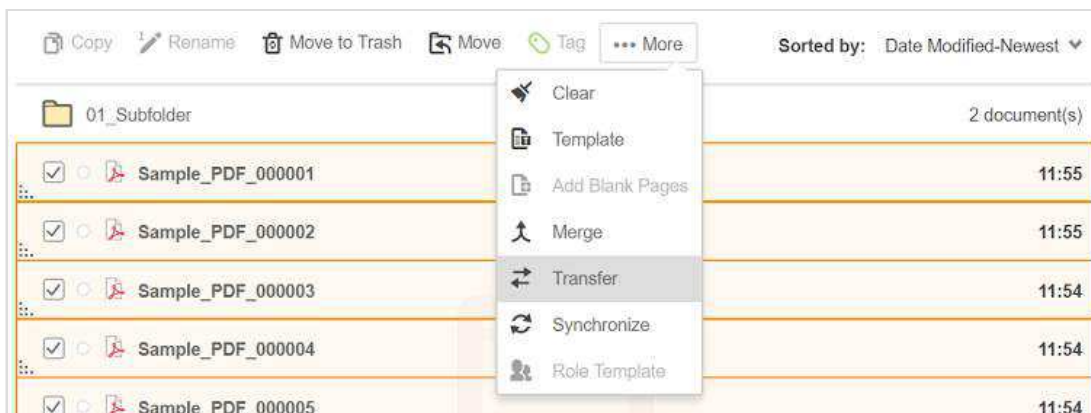 Copy Rename Move to Trash Move Tag ••• More Sorted by: Date Modified-Newest
Clear
01_Subfolder 2 document(s)
Template
Sample_PDF_000001 11:55
Add Blank Pages
Sample_PDF_000002 11:55
Merge
Transfer
Sample_PDF_000003 11:54
Synchronize
Sample_PDF_000004 11:54
Role Template
Sample_PDF_000005 11:54